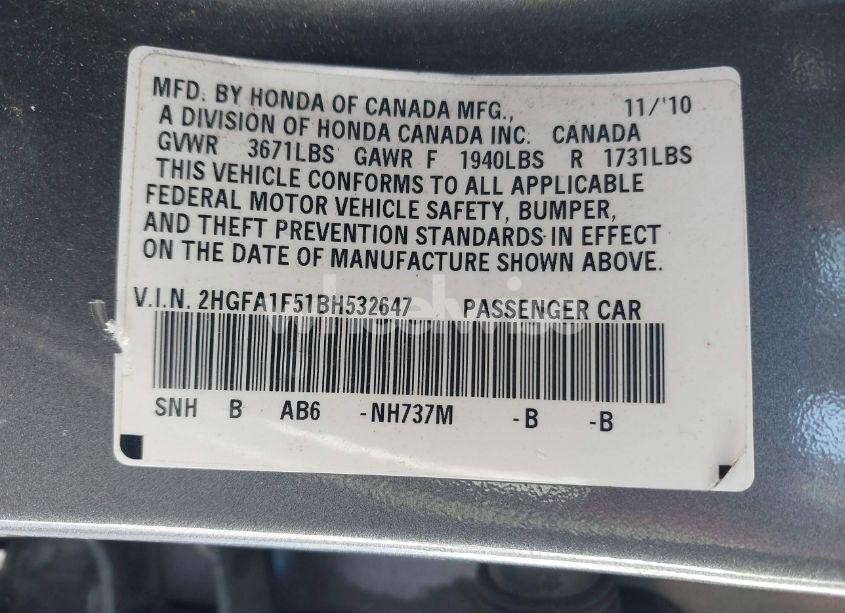 MFD. BY HONDA OF CANADA MFG., 11/'10
A DIVISION OF HONDA CANADA INC. CANADA
GVWR 3671LBS GAWR F 1940LBS R 1731LBS
THIS VEHICLE CONFORMS TO ALL APPLICABLE
FEDERAL MOTOR VEHICLE SAFETY, BUMPER,
AND THEFT PREVENTION STANDARDS IN EFFECT
ON THE DATE OF MANUFACTURE SHOWN ABOVE.
V.I.N. 2HGFA1F51BH532647 PASSENGER CAR
wheelwise
SNH B AB6 -NH737M -B -B